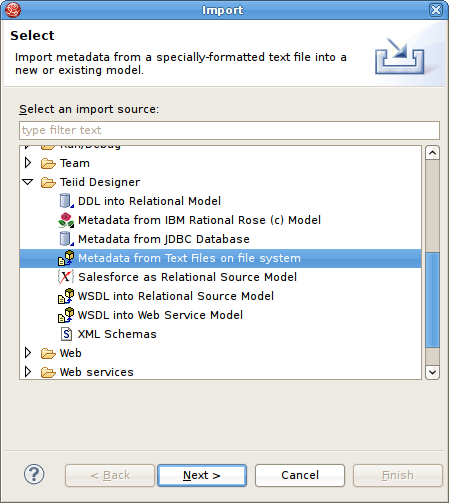 Import
Select
Import metadata from a specially-formatted text file into a
new or existing model.
Select an import source:
type filter text
Run/Debug
Team
Teiid Designer
DDL into Relational Model
Metadata from IBM Rational Rose (c) Model
Metadata from JDBC Database
Metadata from Text Files on file system
Salesforce as Relational Source Model
WSDL into Relational Source Model
WSDL into Web Service Model
XML Schemas
Web
Web services
< Back
Next >
Cancel
Finish